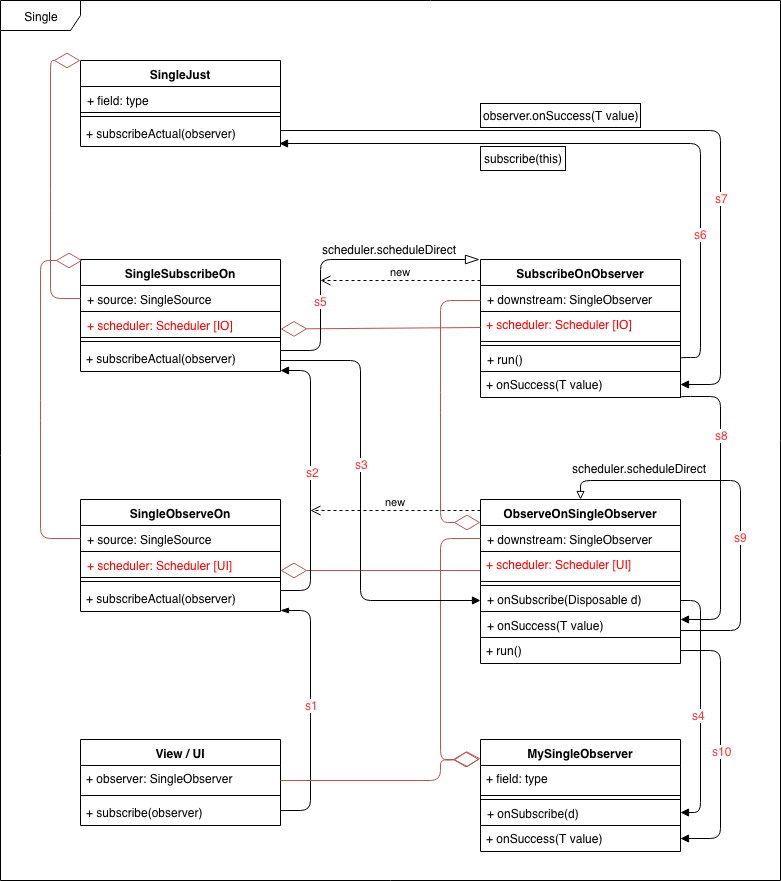 Single
SingleJust
+ field: type
+ subscribeActual(observer)
observer.onSuccess(T value)
subscribe(this)
s7
s6
scheduler.scheduleDirect
new
s5
SingleSubscribeOn
+ source: SingleSource
+ scheduler: Scheduler [IO]
+ subscribeActual(observer)
SubscribeOnObserver
+ downstream: SingleObserver
+ scheduler: Scheduler [IO]
+ run()
+ onSuccess(T value)
s8
s3
s2
scheduler.scheduleDirect
new
s9
SingleObserveOn
+ source: SingleSource
+ scheduler: Scheduler [UI]
+ subscribeActual(observer)
ObserveOnSingleObserver
+ downstream: SingleObserver
+ scheduler: Scheduler [UI]
+ onSubscribe(Disposable d)
+ onSuccess(T value)
+ run()
s1
s4
s10
View / UI
+ observer: SingleObserver
+ subscribe(observer)
MySingleObserver
+ field: type
+ onSubscribe(d)
+ onSuccess(T value)